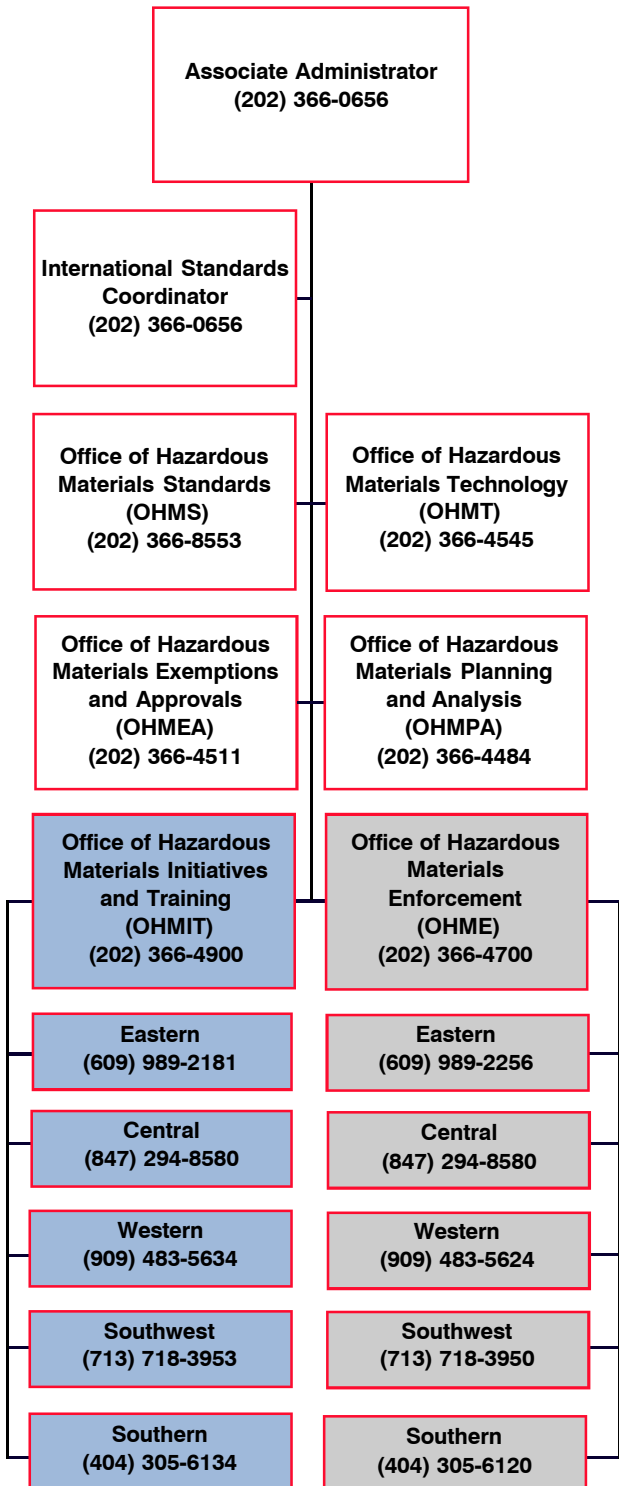 Associate Administrator
(202) 366-0656
International Standards
Coordinator
(202) 366-0656
Office of Hazardous
Materials Standards
(OHMS)
(202) 366-8553
Office of Hazardous
Materials Technology
(OHMT)
(202) 366-4545
Office of Hazardous
Materials Exemptions
and Approvals
(OHMEA)
(202) 366-4511
Office of Hazardous
Materials Planning
and Analysis
(OHMPA)
(202) 366-4484
Office of Hazardous
Materials Initiatives
and Training
(OHMIT)
(202) 366-4900
Office of Hazardous
Materials
Enforcement
(OHME)
(202) 366-4700
Eastern
(609) 989-2181
Eastern
(609) 989-2256
Central
(847) 294-8580
Central
(847) 294-8580
Western
(909) 483-5634
Western
(909) 483-5624
Southwest
(713) 718-3953
Southwest
(713) 718-3950
Southern
(404) 305-6134
Southern
(404) 305-6120